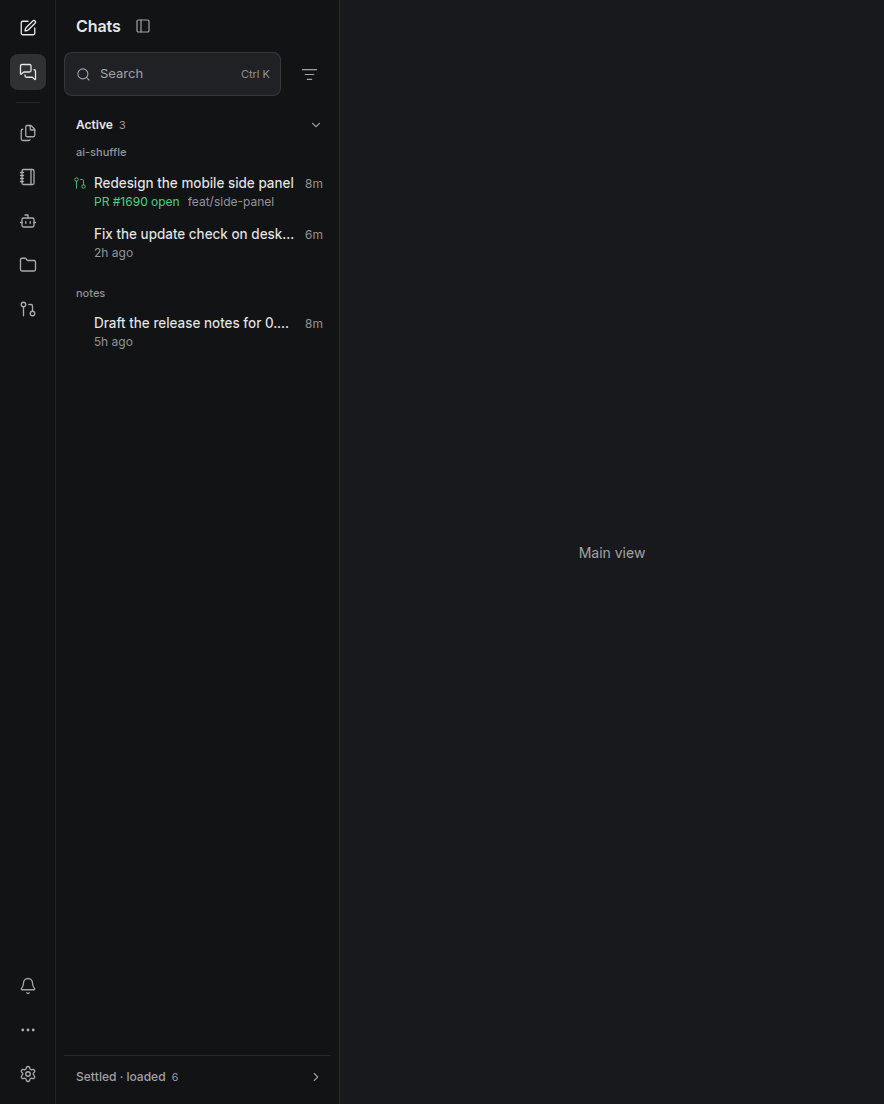 Chats
Search Ctrl K
Active 3
ai-shuffle
Redesign the mobile side panel 8m
PR #1690 open feat/side-panel
Fix the update check on desk... 6m
2h ago
notes
Draft the release notes for 0.... 8m
5h ago
Main view
Settled · loaded 6